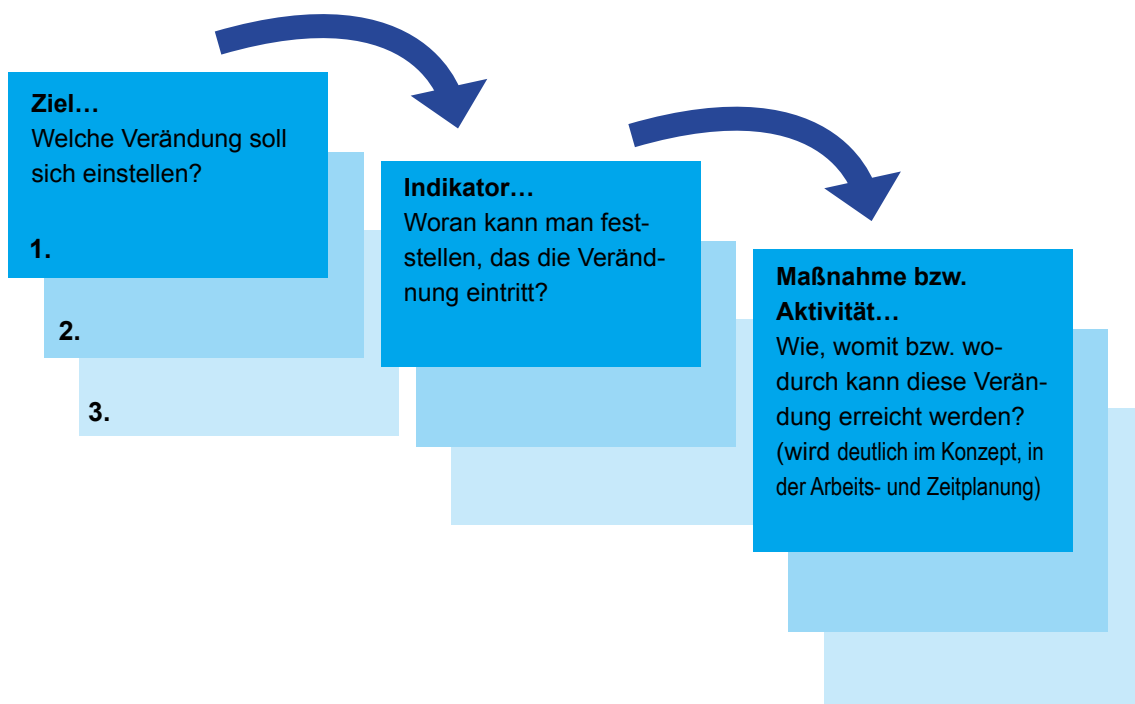 Ziel…
Welche Verändung soll
sich einstellen?
1.
2.
3.
Indikator…
Woran kann man fest-
stellen, das die Veränd-
nung eintritt?
Maßnahme bzw.
Aktivität…
Wie, womit bzw. wo-
durch kann diese Verän-
dung erreicht werden?
(wird deutlich im Konzept, in
der Arbeits- und Zeitplanung)